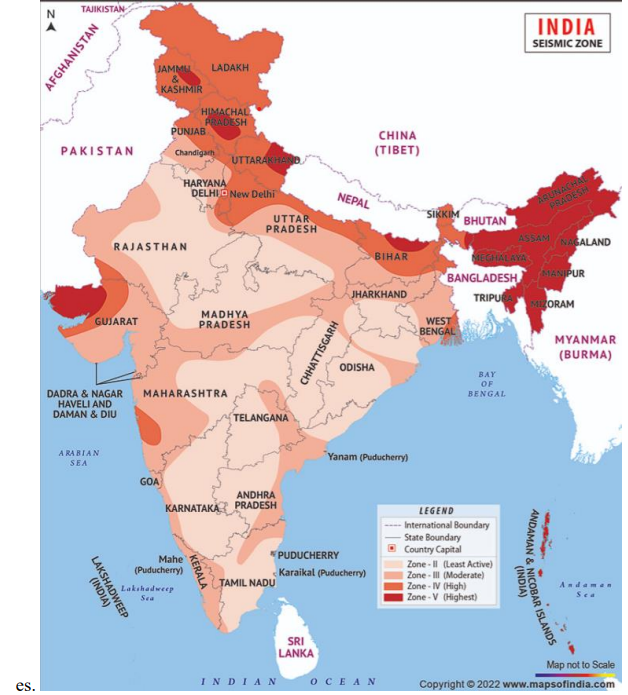 N
TAJIKISTAN
AFGHANISTAN
INDIA
SEISMIC ZONE
JAMMU
&
KASHMIR
LADAKH
HIMACHAL
PRADESH
PUNJAB
Chandigarh
UTTARAKHAND
PAKISTAN
CHINA
(TIBET)
HARYANA
DELHI
New Delhi
NEPAL
UTTAR
PRADESH
RAJASTHAN
SIKKIM
BHUTAN
ARUNACHAL
PRADESH
ASSAM
NAGALAND
MEGHALAYA
BIHAR
MANIPUR
BANGLADESH
TRIPURA
MIZORAM
JHARKHAND
WEST
BENGAL
GUJARAT
MADHYA
PRADESH
CHHATTISGARH
MYANMAR
(BURMA)
ODISHA
BAY
OF
BENGAL
DADRA & NAGAR
HAVELI AND
DAMAN & DIU
MAHARASHTRA
TELANGANA
ARABIAN
SEA
Yanam (Puducherry)
GOA
KARNATAKA
ANDHRA
PRADESH
LEGEND
International Boundary
State Boundary
Country Capital
Zone - II (Least Active)
Zone - III (Moderate)
Zone - IV (High)
Zone - V (Highest)
ANDAMAN & NICOBAR ISLANDS
(INDIA)
Andaman
Sea
Mahe
(Puducherry)
KERALA
PUDUCHERRY
Karaikal (Puducherry)
TAMIL NADU
LAKSHADWEEP
(INDIA)
Lakshadweep
Sea
SRI
LANKA
INDIAN OCEAN
Map not to Scale
Copyright © 2022 www.mapsofindia.com
es.